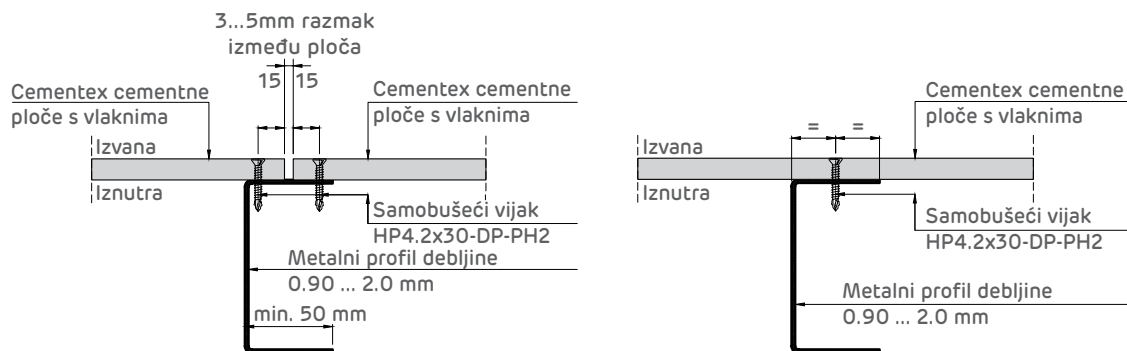 3...5mm razmak
između ploča
15 15
Cementex cementne
ploče s vlaknima
Cementex cementne
ploče s vlaknima
Izvana
Iznutra
Samobušeći vijak
HP4.2x30-DP-PH2
Metalni profil debljine
0.90 ... 2.0 mm
min. 50 mm
Cementex cementne
ploče s vlaknima
= =
Izvana
Iznutra
Samobušeći vijak
HP4.2x30-DP-PH2
Metalni profil debljine
0.90 ... 2.0 mm